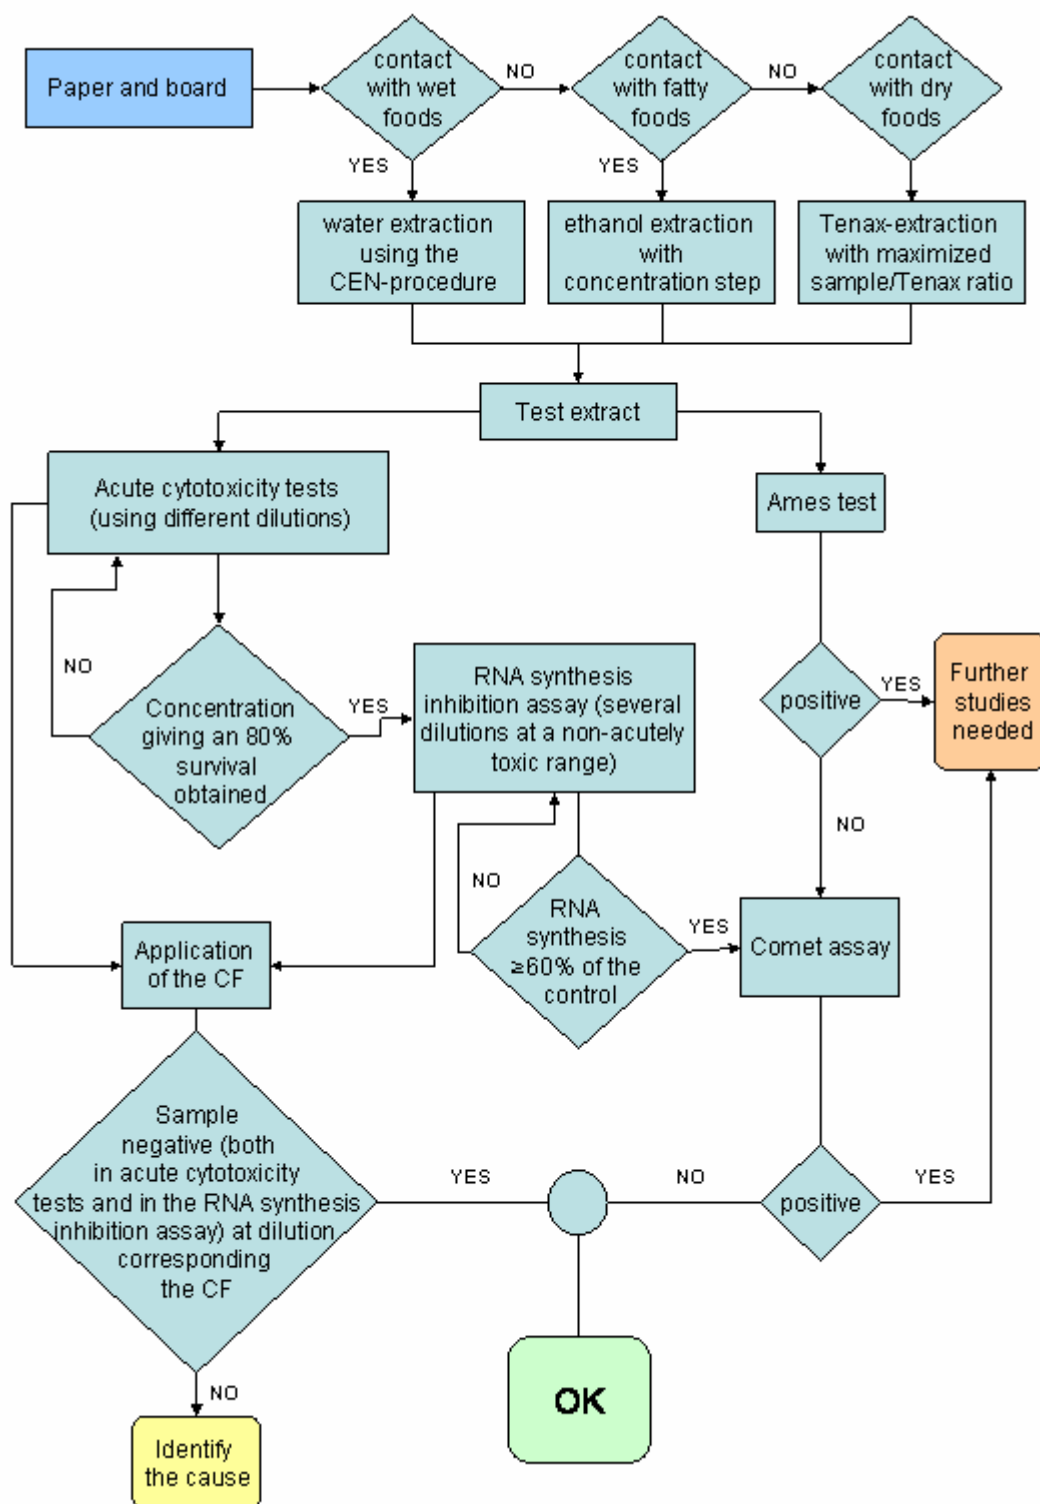 Paper and board
contact
with wet
foods
NO
contact
with fatty
foods
NO
contact
with dry
foods
YES
YES
water extraction
using the
CEN-procedure
ethanol extraction
with
concentration step
Tenax-extraction
with maximized
sample/Tenax ratio
Test extract
Acute cytotoxicity tests
(using different dilutions)
Ames test
NO
Concentration
giving an 80%
survival
obtained
YES
RNA synthesis
inhibition assay (several
dilutions at a non-acutely
toxic range)
positive
YES
Further
studies
needed
NO
NO
RNA
synthesis
≥60% of the
control
YES
Comet assay
Application
of the CF
Sample
negative (both
in acute cytotoxicity
tests and in the RNA synthesis
inhibition assay) at dilution
corresponding
the CF
YES
NO
positive
YES
NO
OK
Identify
the cause